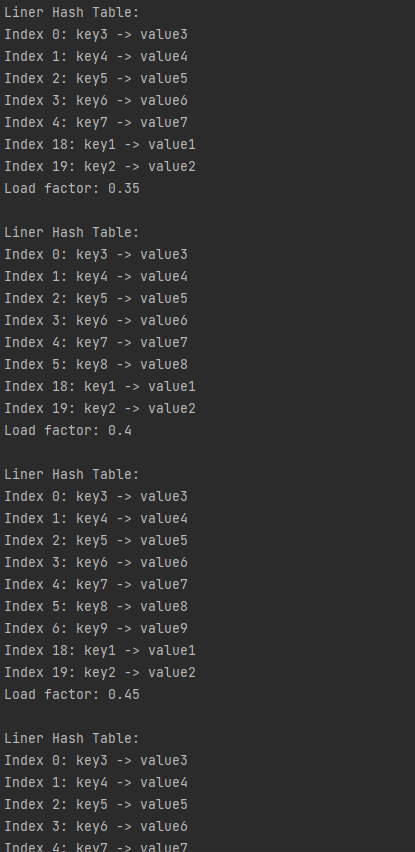 Liner Hash Table:
Index 0: key3 -> value3
Index 1: key4 -> value4
Index 2: key5 -> value5
Index 3: key6 -> value6
Index 4: key7 -> value7
Index 18: key1 -> value1
Index 19: key2 -> value2
Load factor: 0.35
Liner Hash Table:
Index 0: key3 -> value3
Index 1: key4 -> value4
Index 2: key5 -> value5
Index 3: key6 -> value6
Index 4: key7 -> value7
Index 5: key8 -> value8
Index 18: key1 -> value1
Index 19: key2 -> value2
Load factor: 0.4
Liner Hash Table:
Index 0: key3 -> value3
Index 1: key4 -> value4
Index 2: key5 -> value5
Index 3: key6 -> value6
Index 4: key7 -> value7
Index 5: key8 -> value8
Index 6: key9 -> value9
Index 18: key1 -> value1
Index 19: key2 -> value2
Load factor: 0.45
Liner Hash Table:
Index 0: key3 -> value3
Index 1: key4 -> value4
Index 2: key5 -> value5
Index 3: key6 -> value6
Index 4: key7 -> value7